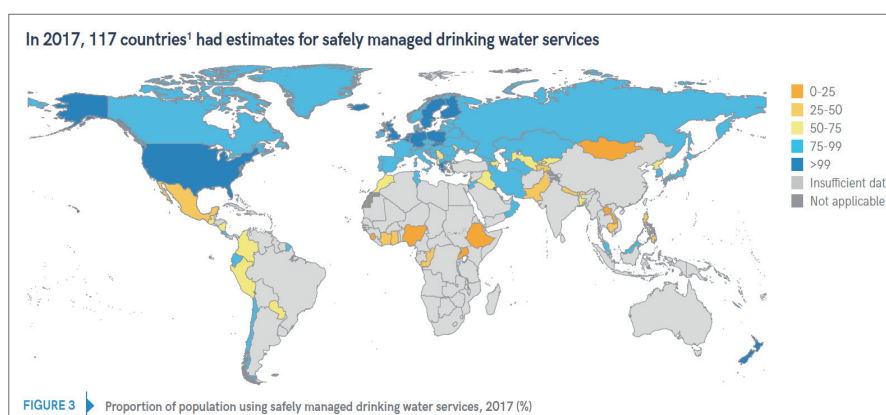 In 2017, 117 countries¹ had estimates for safely managed drinking water services
0-25
25-50
50-75
75-99
>99
Insufficient dat
Not applicable
FIGURE 3 Proportion of population using safely managed drinking water services, 2017 (%)